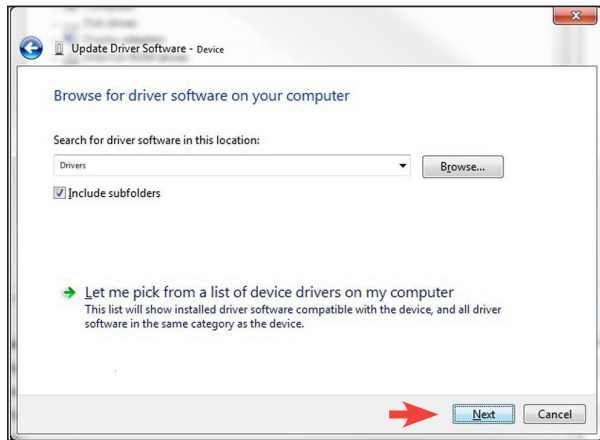 Update Driver Software - Device
Browse for driver software on your computer
Search for driver software in this location:
Drivers
Browse...
Include subfolders
Let me pick from a list of device drivers on my computer
This list will show installed driver software compatible with the device, and all driver
software in the same category as the device.
Next
Cancel